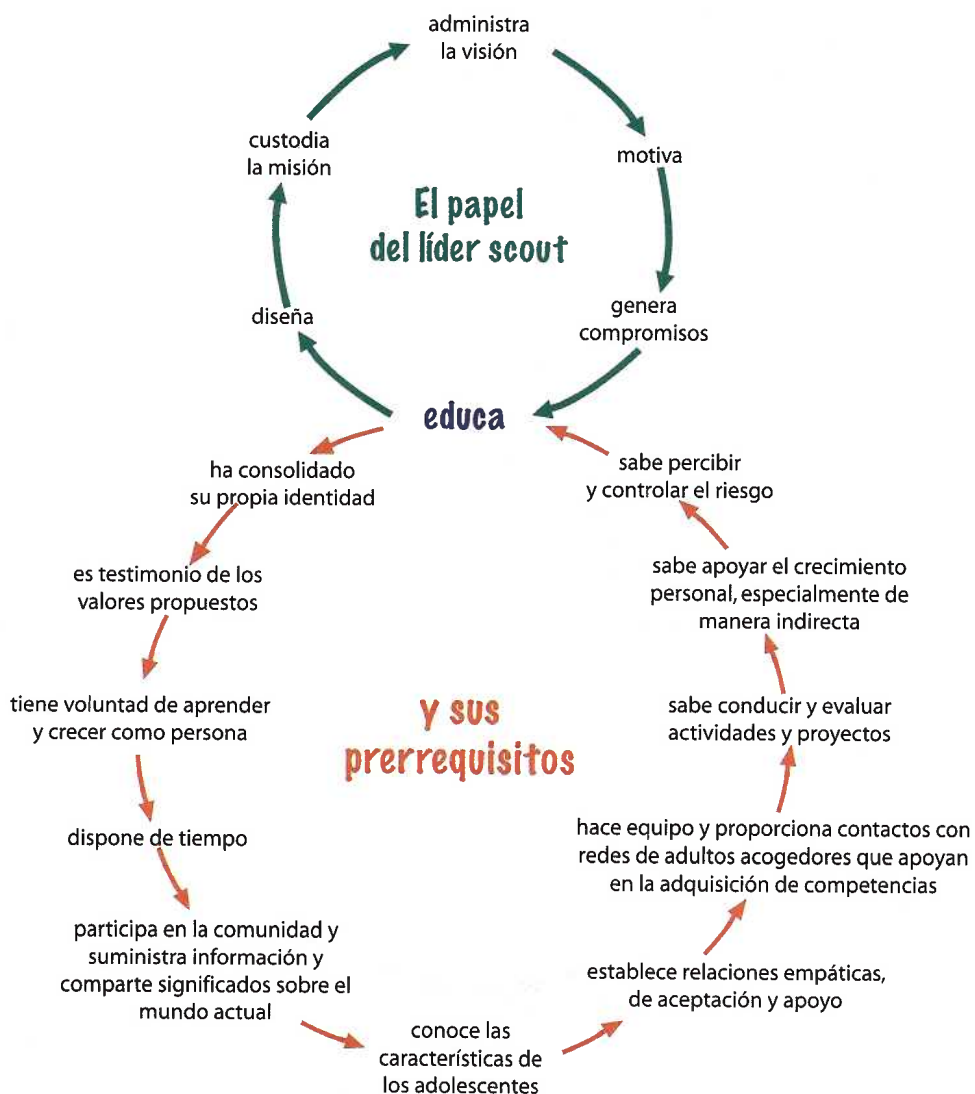 administra
la visión
motiva
genera
compromisos
educa
diseña
custodia
la misión
El papel
del líder scout
ha consolidado
su propia identidad
es testimonio de los
valores propuestos
tiene voluntad de aprender
y crecer como persona
dispone de tiempo
participa en la comunidad y
suministra información y
comparte significados sobre el
mundo actual
conoce las
características de
los adolescentes
establece relaciones empáticas,
de aceptación y apoyo
hace equipo y proporciona contactos con
redes de adultos acogedores que apoyan
en la adquisición de competencias
sabe conducir y evaluar
actividades y proyectos
sabe apoyar el crecimiento
personal, especialmente de
manera indirecta
sabe percibir
y controlar el riesgo
y sus
prerrequisitos